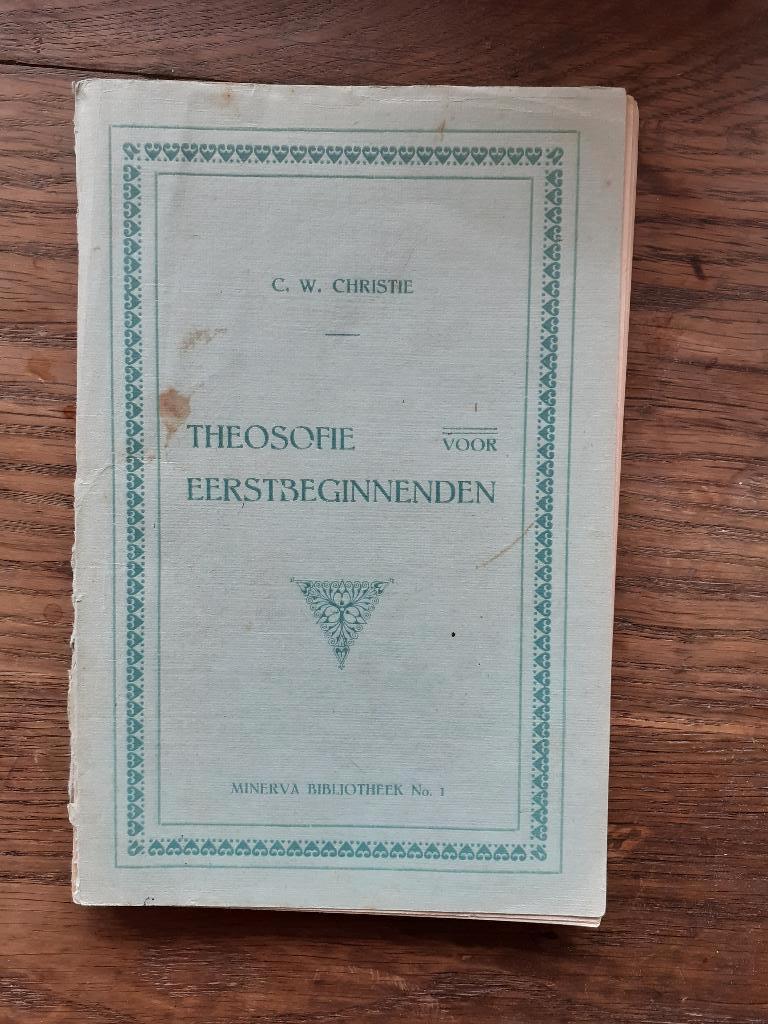 C. W. CHRISTIE
THEOSOFIE VOOR
EERSTBEGINNENDEN
MINERVA BIBLIOTHEEK No. 1